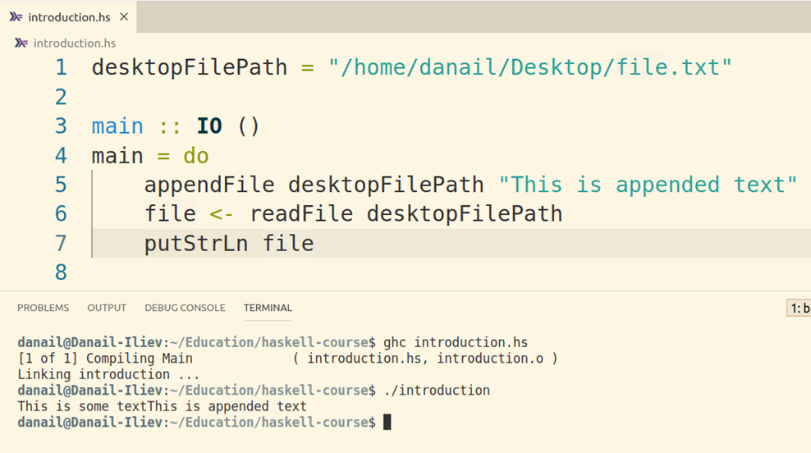 introduction.hs ×
introduction.hs
1 desktopFilePath = "/home/danail/Desktop/file.txt"
2
3 main :: IO ()
4 main = do
5     appendFile desktopFilePath "This is appended text"
6     file <- readFile desktopFilePath
7     putStrLn file
8
PROBLEMS OUTPUT DEBUG CONSOLE TERMINAL 1: b
danail@Danail-Iliev:~/Education/haskell-course$ ghc introduction.hs
[1 of 1] Compiling Main             ( introduction.hs, introduction.o )
Linking introduction ...
danail@Danail-Iliev:~/Education/haskell-course$ ./introduction
This is some textThis is appended text
danail@Danail-Iliev:~/Education/haskell-course$